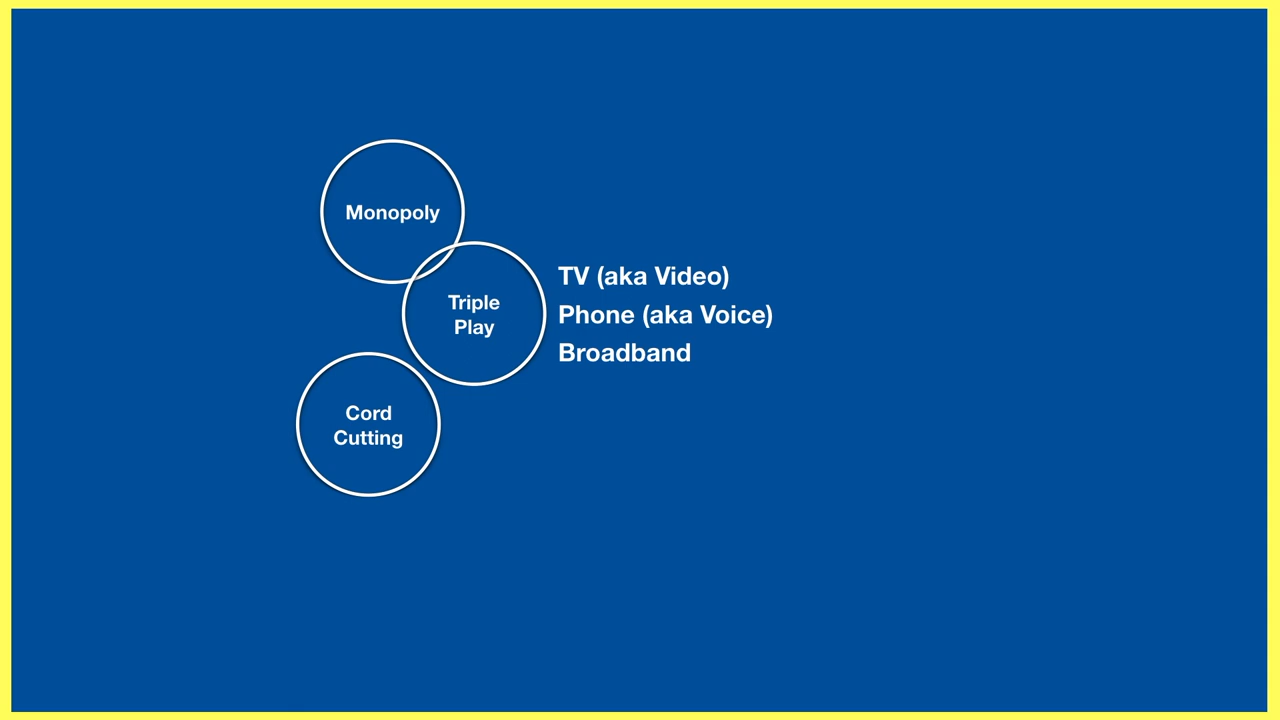 Monopoly
Triple
Play
TV (aka Video)
Phone (aka Voice)
Broadband
Cord
Cutting